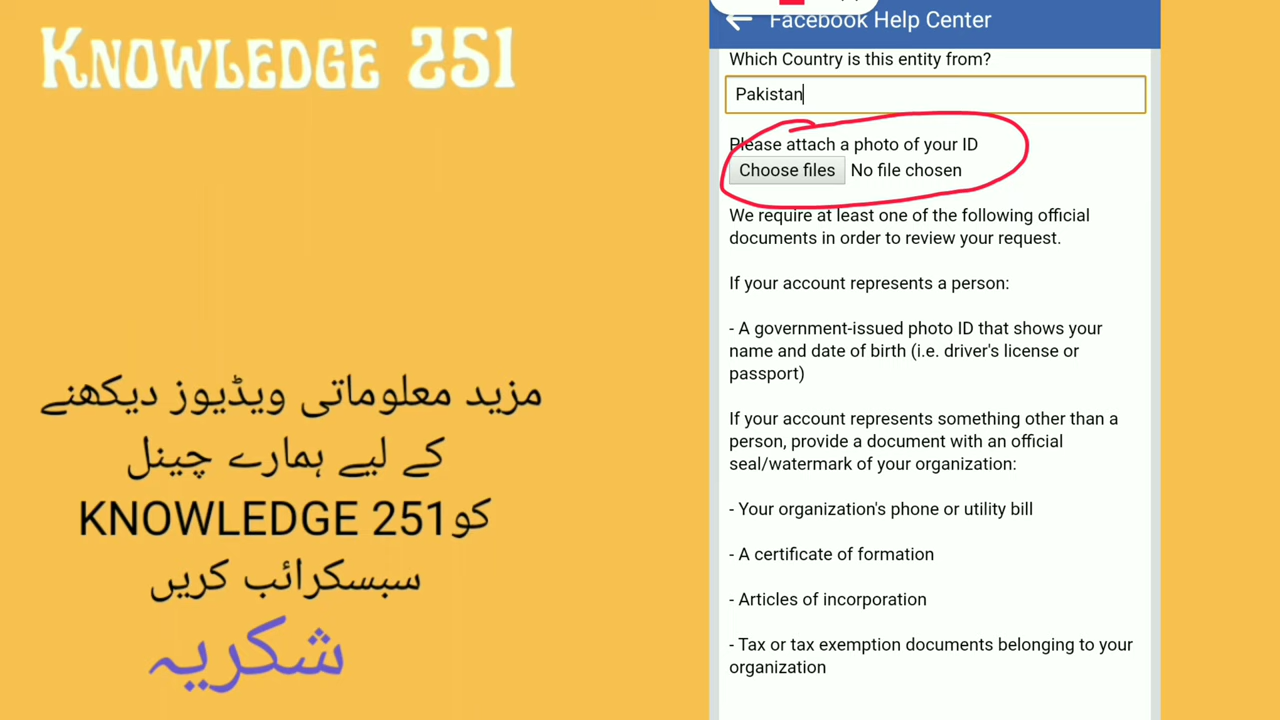 KNOWLEDGE 251
مزید معلوماتی ویڈیوز دیکھنے
کے لیے ہمارے چینل
KNOWLEDGE 251 کو
سبسکرائب کریں
شکریہ
Facebook Help Center
Which Country is this entity from?
Pakistan
Please attach a photo of your ID
Choose files No file chosen
We require at least one of the following official
documents in order to review your request.
If your account represents a person:
- A government-issued photo ID that shows your
name and date of birth (i.e. driver's license or
passport)
If your account represents something other than a
person, provide a document with an official
seal/watermark of your organization:
- Your organization's phone or utility bill
- A certificate of formation
- Articles of incorporation
- Tax or tax exemption documents belonging to your
organization